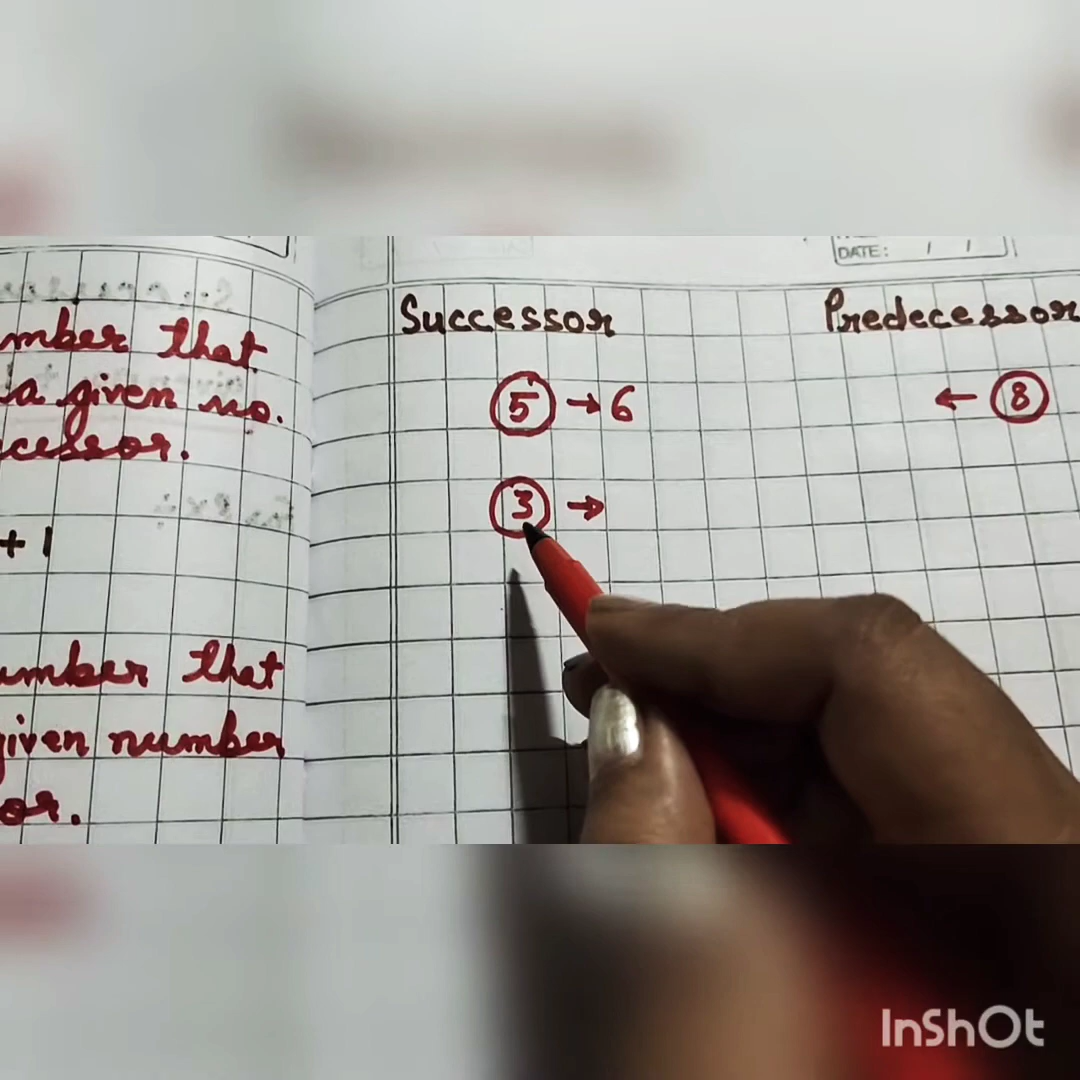 mber that
a given no.
cessor.
+1
umber that
given number
or.
DATE: / /
Successor
5 → 6
3 →
Predecessor
← 8
InShOt